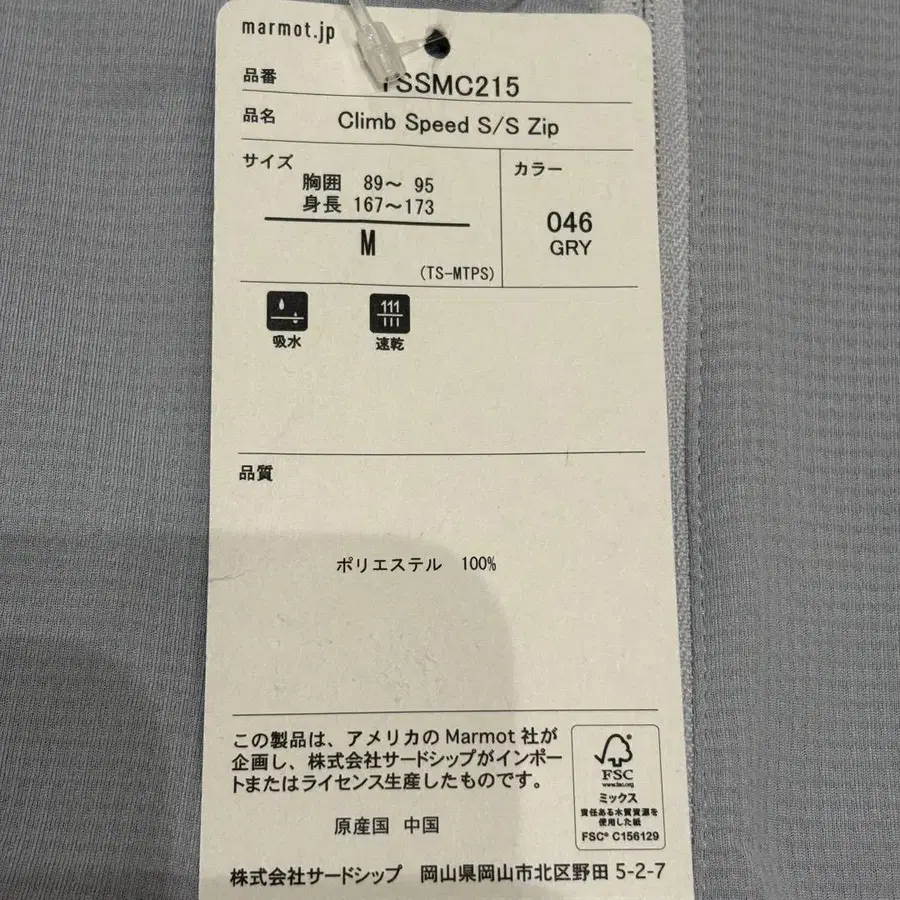 marmot.jp
品番 TSSMC215
品名 Climb Speed S/S Zip
サイズ
胸囲 89～ 95
身長 167～173
M
(TS-MTPS)
カラー
046
GRY
吸水
速乾
品質
ポリエステル 100%
この製品は、アメリカのMarmot社が
企画し、株式会社サードシップがインポー
トまたはライセンス生産したものです。
原産国 中国
FSC
www.fsc.org
ミックス
責任ある木質資源を
使用した紙
FSC® C156129
株式会社サードシップ 岡山県岡山市北区野田 5-2-7